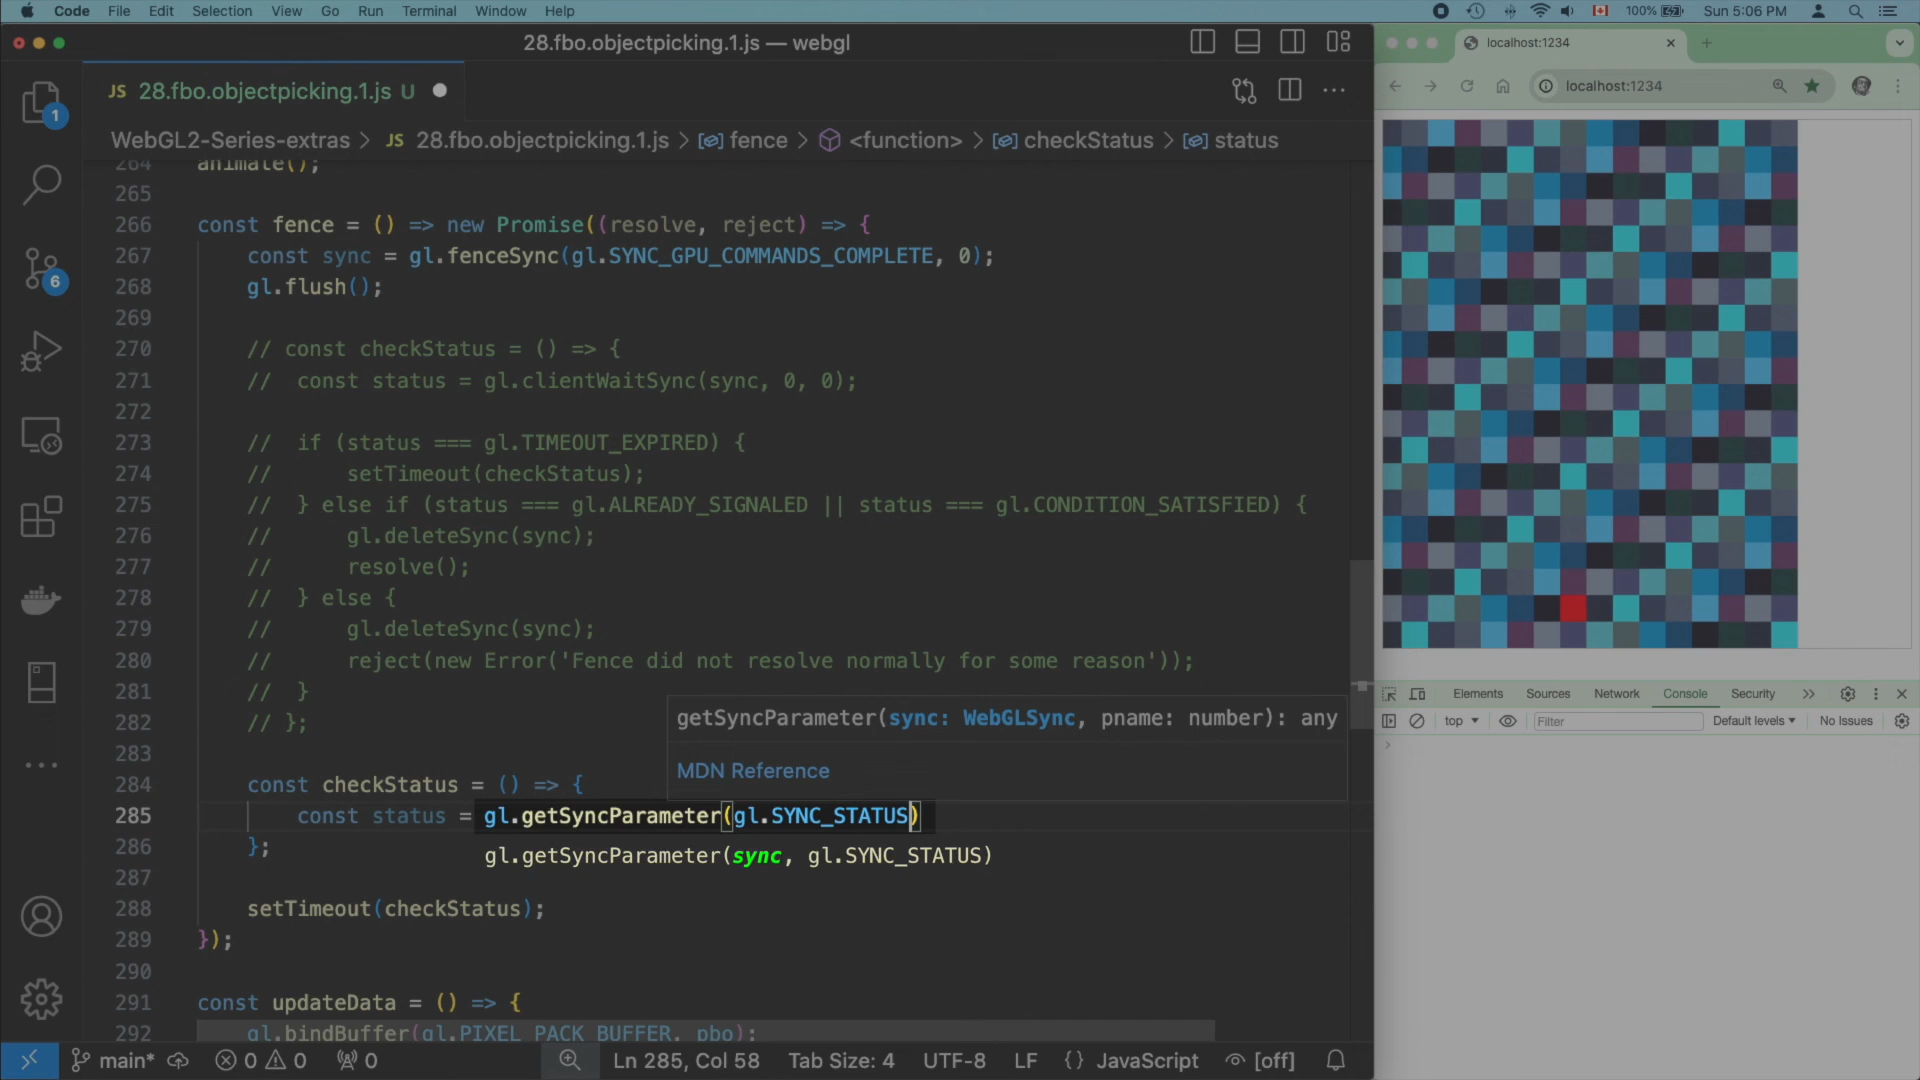 Code File Edit Selection View Go Run Terminal Window Help
100% Sun 5:06 PM
28.fbo.objectpicking.1.js — webgl
localhost:1234
JS 28.fbo.objectpicking.1.js U
localhost:1234
WebGL2-Series-extras > JS 28.fbo.objectpicking.1.js > fence > <function> > checkStatus > status
264 animate();
265
266 const fence = () => new Promise((resolve, reject) => {
267 const sync = gl.fenceSync(gl.SYNC_GPU_COMMANDS_COMPLETE, 0);
268 gl.flush();
269
270 // const checkStatus = () => {
271 // const status = gl.clientWaitSync(sync, 0, 0);
272
273 // if (status === gl.TIMEOUT_EXPIRED) {
274 // setTimeout(checkStatus);
275 // } else if (status === gl.ALREADY_SIGNALED || status === gl.CONDITION_SATISFIED) {
276 // gl.deleteSync(sync);
277 // resolve();
278 // } else {
279 // gl.deleteSync(sync);
280 // reject(new Error('Fence did not resolve normally for some reason'));
281 // }
282 // };
getSyncParameter(sync: WebGLSync, pname: number): any
283
MDN Reference
284 const checkStatus = () => {
285 const status = gl.getSyncParameter(gl.SYNC_STATUS)
286 };
gl.getSyncParameter(sync, gl.SYNC_STATUS)
287
288 setTimeout(checkStatus);
289 });
290
291 const updateData = () => {
292 gl.bindBuffer(gl.PIXEL_PACK_BUFFER, pbo);
1
6
Elements Sources Network Console Security
top Filter Default levels No Issues
main* 0 0 0 Ln 285, Col 58 Tab Size: 4 UTF-8 LF {} JavaScript [off]